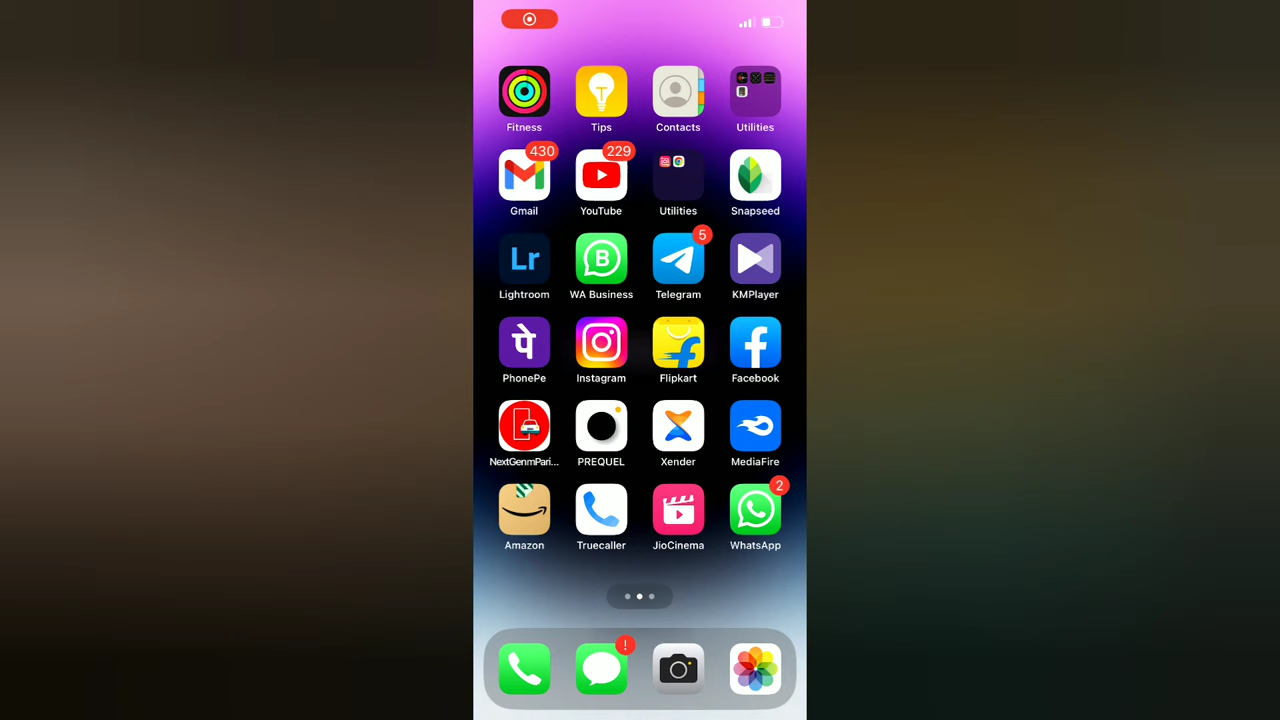 Fitness Tips Contacts Utilities
430 229
Gmail YouTube Utilities Snapseed
5
Lr B
Lightroom WA Business Telegram KMPlayer
पे f f
PhonePe Instagram Flipkart Facebook
NextGenmPari... PREQUEL Xender MediaFire
2
Amazon Truecaller JioCinema WhatsApp
!